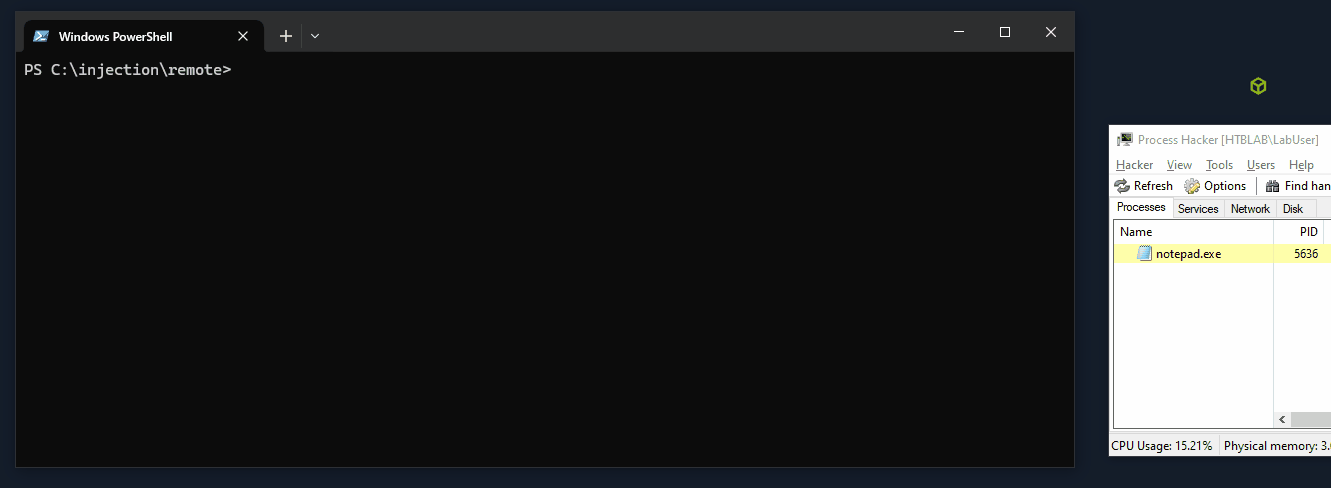 Windows PowerShell
PS C:\injection\remote>
Process Hacker [HTBLAB\LabUser]
Hacker View Tools Users Help
Refresh Options Find han
Processes Services Network Disk
Name PID
notepad.exe 5636
CPU Usage: 15.21% Physical memory: 3.